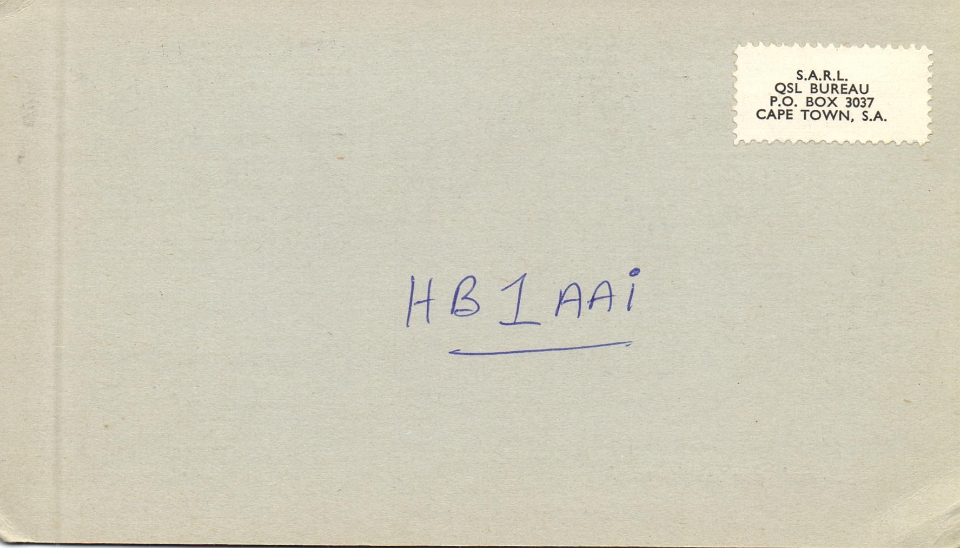 S.A.R.L.
QSL BUREAU
P.O. BOX 3037
CAPE TOWN, S.A.
HB1AAi